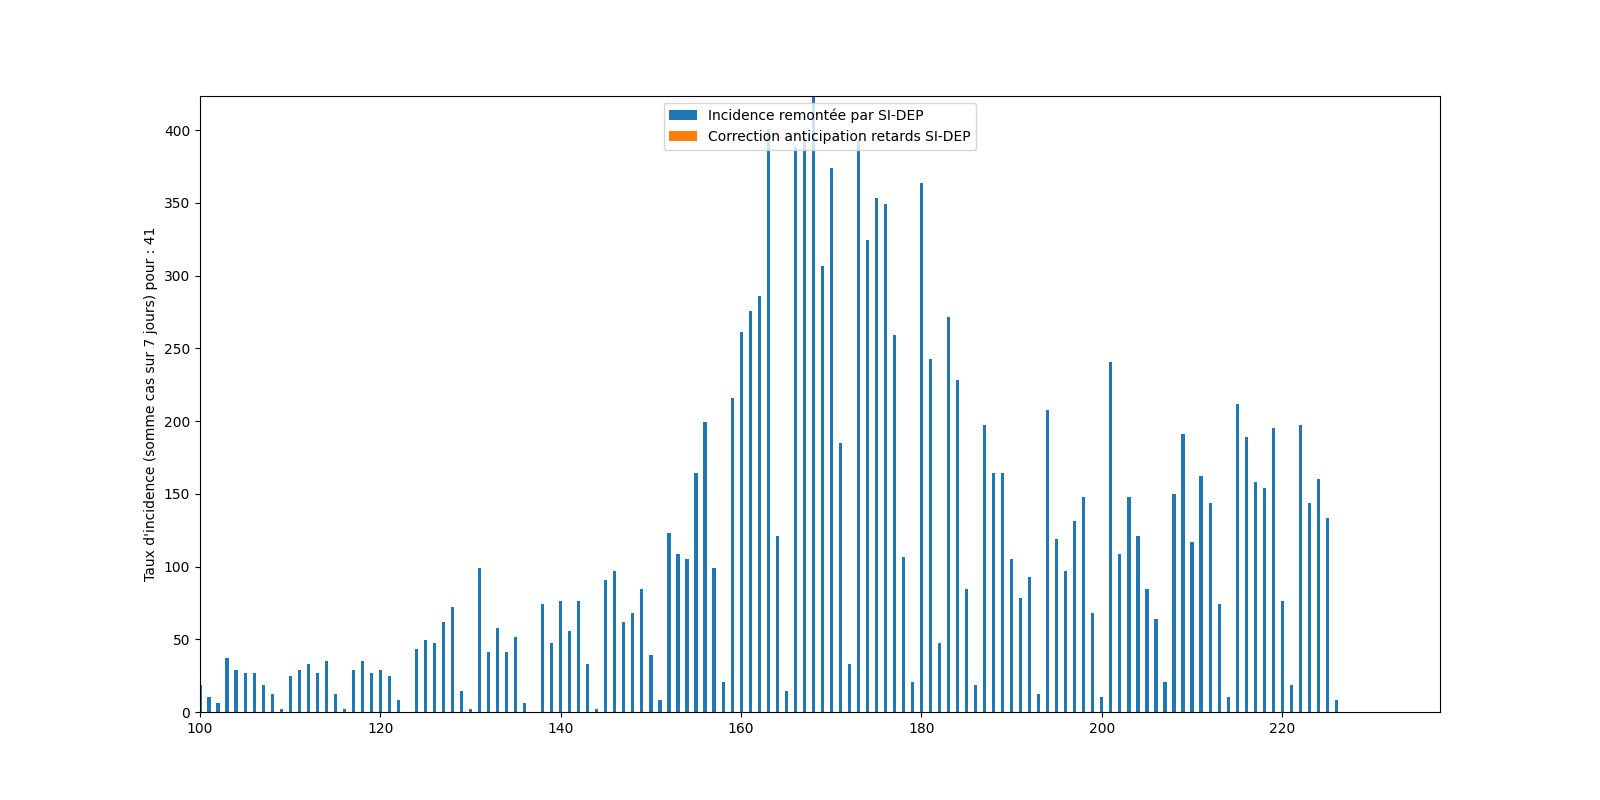 Incidence remontée par SI-DEP
Correction anticipation retards SI-DEP
Taux d'incidence (somme cas sur 7 jours) pour : 41
400
350
300
250
200
150
100
50
0
100 120 140 160 180 200 220